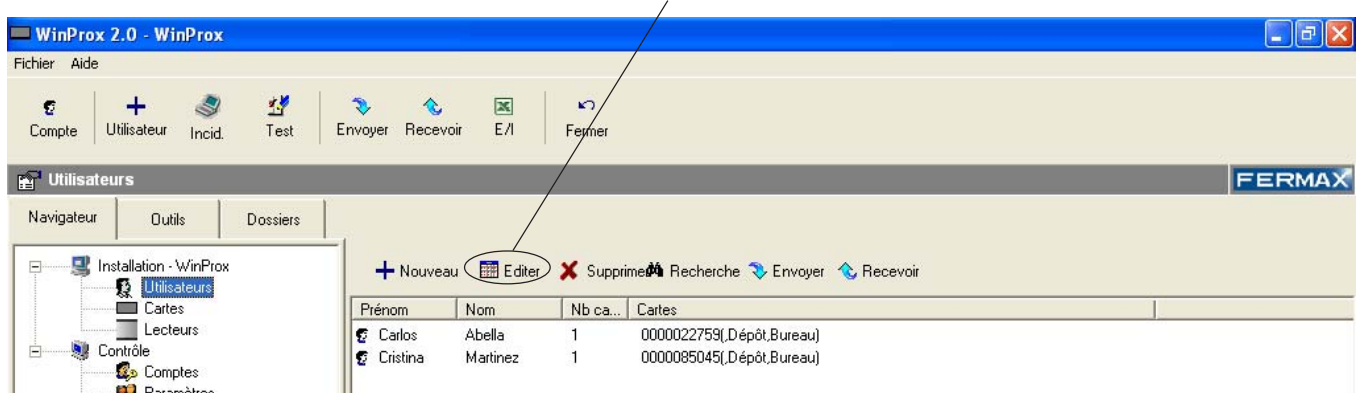 WinProx 2.0 - WinProx
Fichier Aide
Compte Utilisateur Incid. Test Envoyer Recevoir E/I Fermer
Utilisateurs FERMAX
Navigateur Outils Dossiers
Installation - WinProx
Utilisateurs
Cartes
Lecteurs
Contrôle
Comptes
Paramètres
Nouveau Editer Supprimer Recherche Envoyer Recevoir
Prénom Nom Nb ca... Cartes
Carlos Abella 1 0000022759(,Dépôt,Bureau)
Cristina Martinez 1 0000085045(,Dépôt,Bureau)